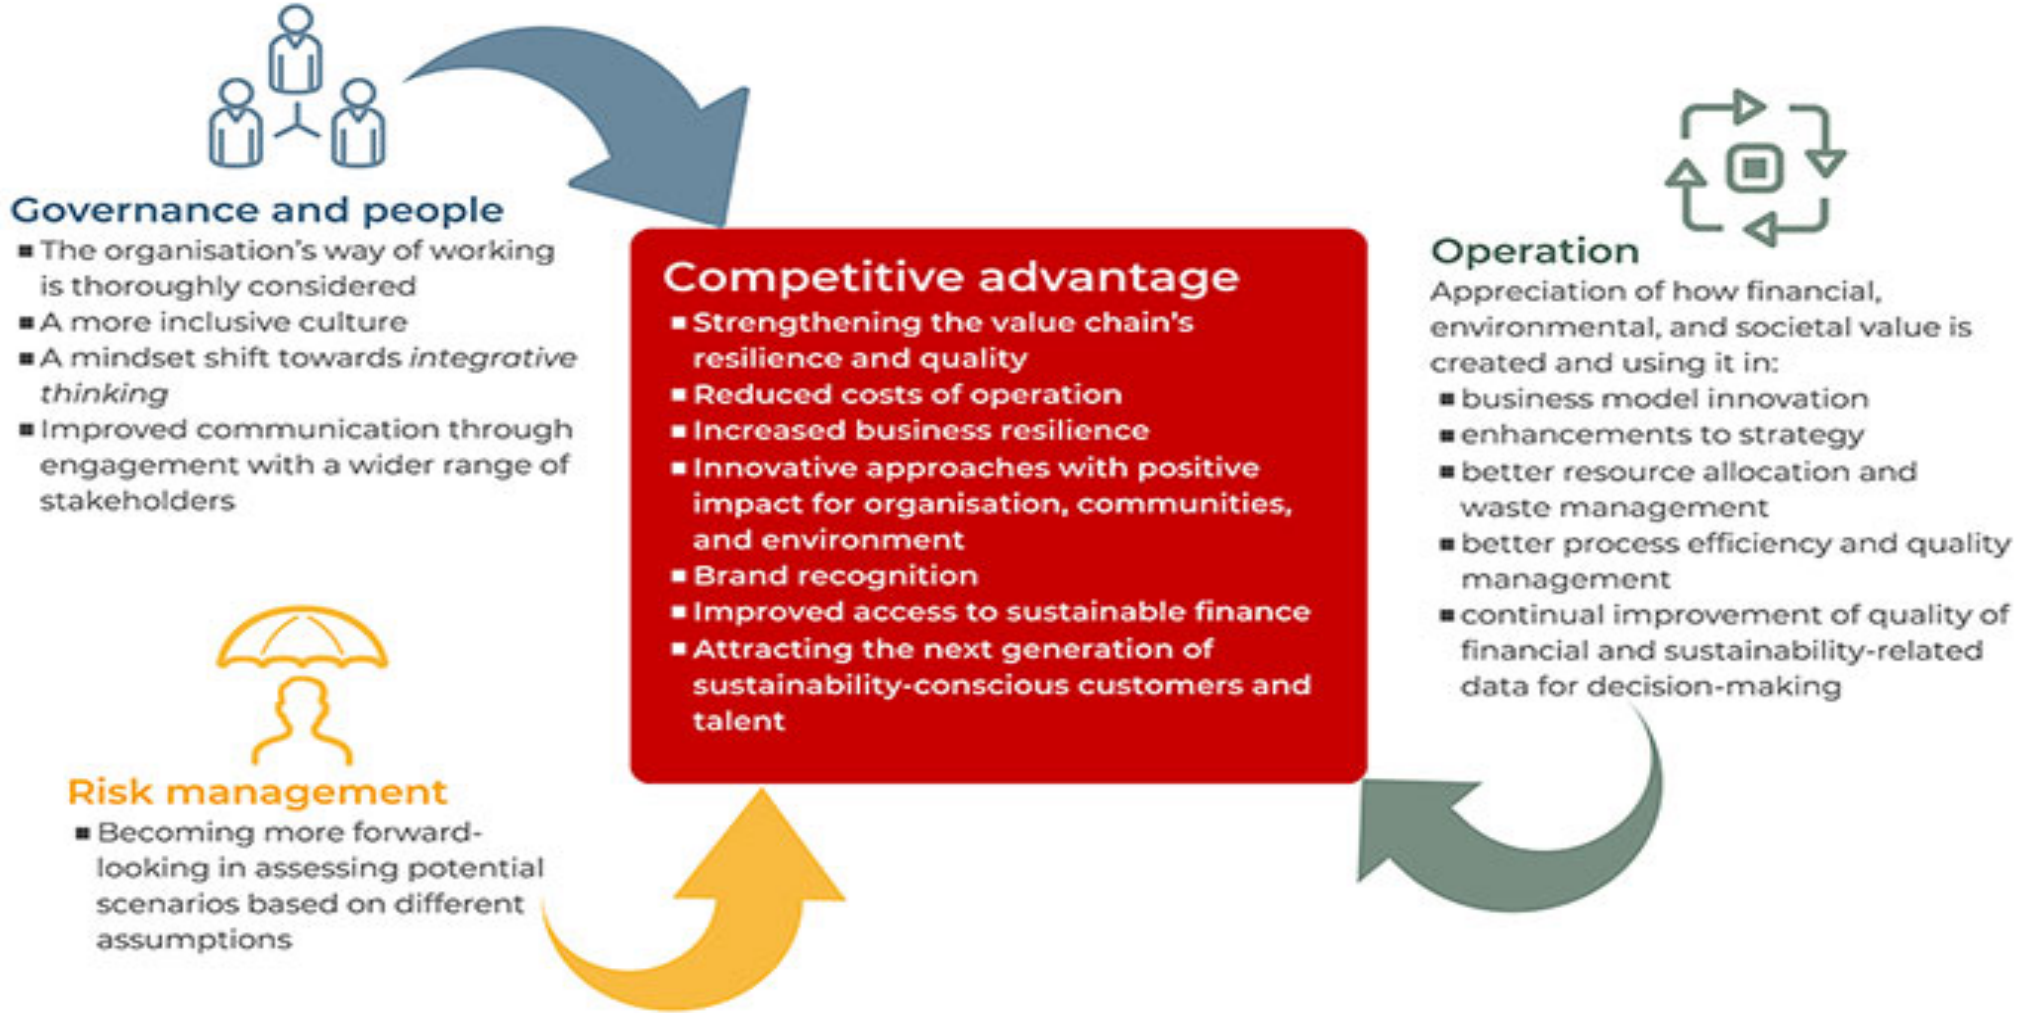 Governance and people
▪ The organisation's way of working
is thoroughly considered
▪ A more inclusive culture
▪ A mindset shift towards integrative
thinking
▪ Improved communication through
engagement with a wider range of
stakeholders
Risk management
▪ Becoming more forward-
looking in assessing potential
scenarios based on different
assumptions
Competitive advantage
▪ Strengthening the value chain's
resilience and quality
▪ Reduced costs of operation
▪ Increased business resilience
▪ Innovative approaches with positive
impact for organisation, communities,
and environment
▪ Brand recognition
▪ Improved access to sustainable finance
▪ Attracting the next generation of
sustainability-conscious customers and
talent
Operation
Appreciation of how financial,
environmental, and societal value is
created and using it in:
▪ business model innovation
▪ enhancements to strategy
▪ better resource allocation and
waste management
▪ better process efficiency and quality
management
▪ continual improvement of quality of
financial and sustainability-related
data for decision-making